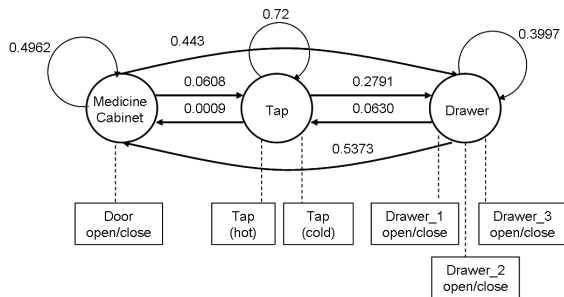 0.72
0.4962
0.443
0.3997
0.0608
0.2791
Medicine
Cabinet
Tap
Drawer
0.0009
0.0630
0.5373
Door
open/close
Tap
(hot)
Tap
(cold)
Drawer_1
open/close
Drawer_3
open/close
Drawer_2
open/close